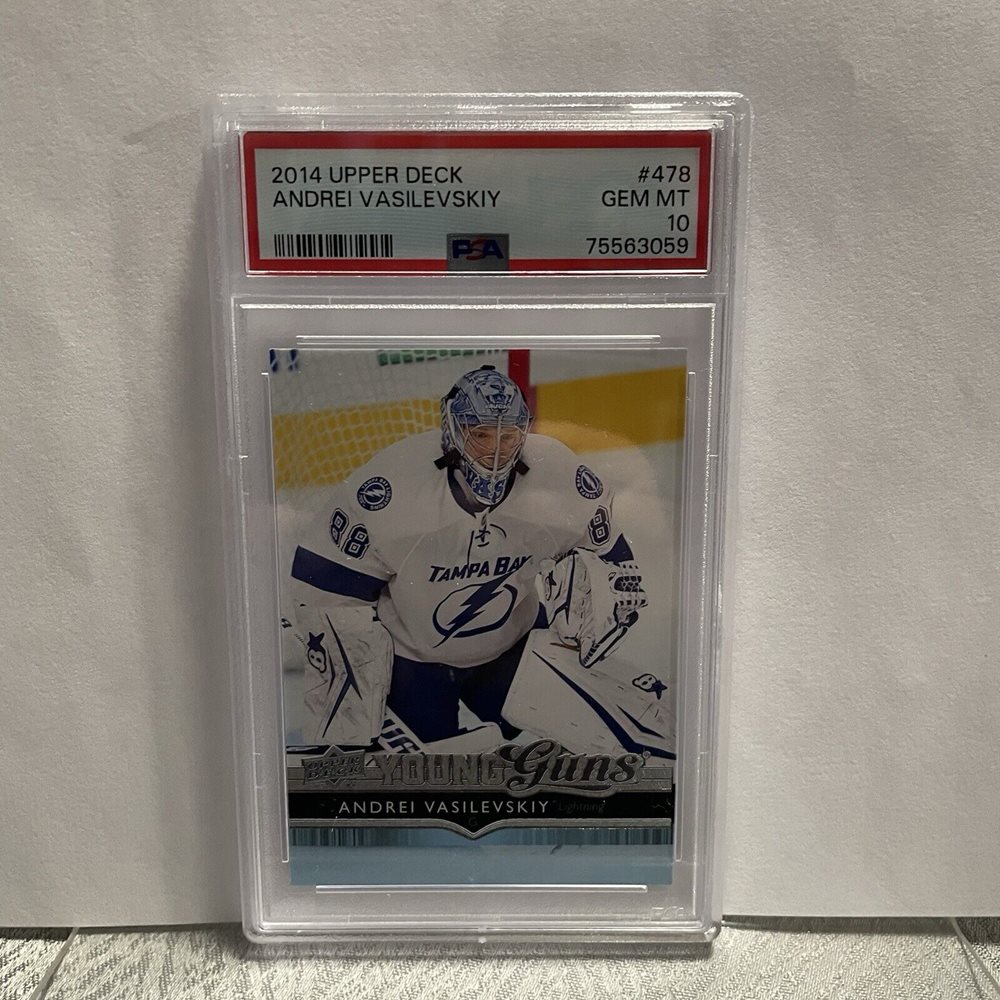 2014 UPPER DECK #478
ANDREI VASILEVSKIY GEM MT
10
PSA 75563059
88 8
TAMPA BAY
UPPER DECK YOUNG Guns
ANDREI VASILEVSKIY Lightning
G